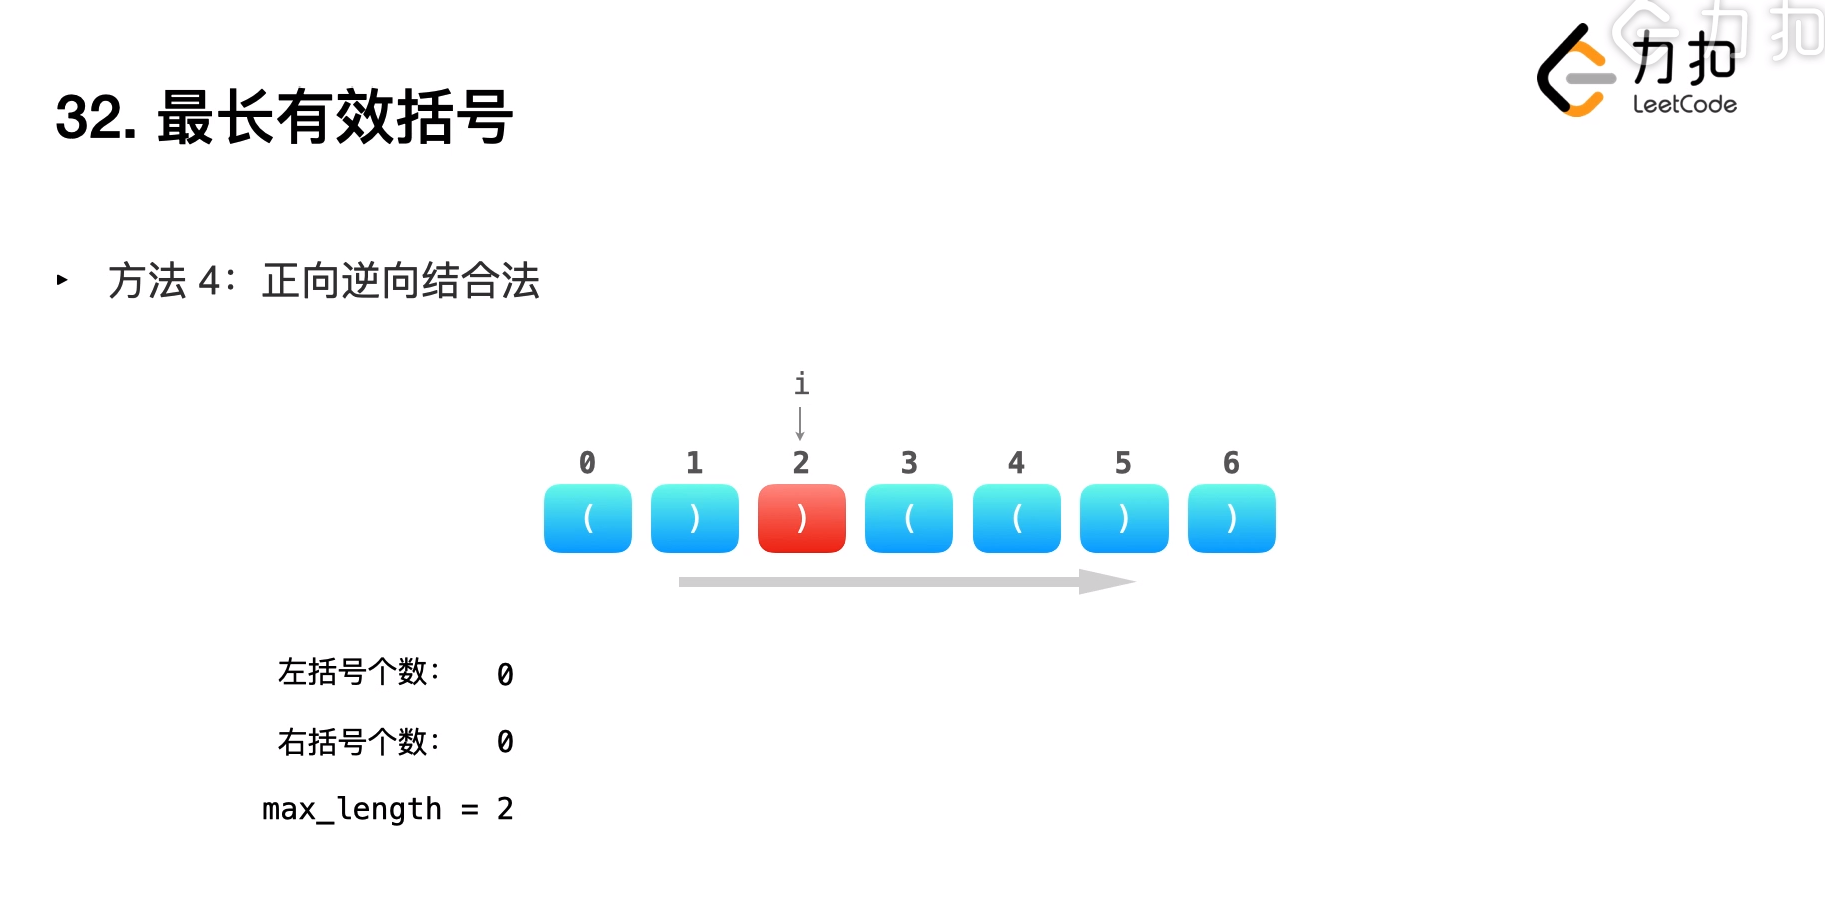 力扣
力扣
LeetCode
32. 最长有效括号
▸ 方法 4：正向逆向结合法
i
0 1 2 3 4 5 6
( ) ) ( ( ) )
左括号个数： 0
右括号个数： 0
max_length = 2